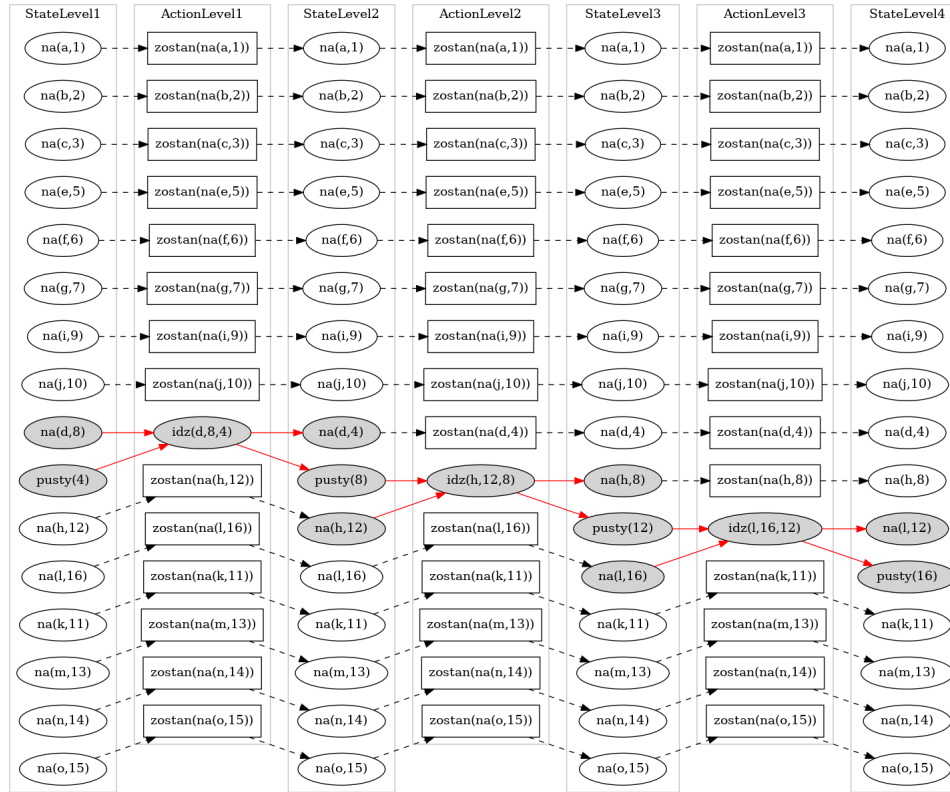 StateLevel1 ActionLevel1 StateLevel2 ActionLevel2 StateLevel3 ActionLevel3 StateLevel4
na(a,1) zostan(na(a,1)) na(a,1) zostan(na(a,1)) na(a,1) zostan(na(a,1)) na(a,1)
na(b,2) zostan(na(b,2)) na(b,2) zostan(na(b,2)) na(b,2) zostan(na(b,2)) na(b,2)
na(c,3) zostan(na(c,3)) na(c,3) zostan(na(c,3)) na(c,3) zostan(na(c,3)) na(c,3)
na(e,5) zostan(na(e,5)) na(e,5) zostan(na(e,5)) na(e,5) zostan(na(e,5)) na(e,5)
na(f,6) zostan(na(f,6)) na(f,6) zostan(na(f,6)) na(f,6) zostan(na(f,6)) na(f,6)
na(g,7) zostan(na(g,7)) na(g,7) zostan(na(g,7)) na(g,7) zostan(na(g,7)) na(g,7)
na(i,9) zostan(na(i,9)) na(i,9) zostan(na(i,9)) na(i,9) zostan(na(i,9)) na(i,9)
na(j,10) zostan(na(j,10)) na(j,10) zostan(na(j,10)) na(j,10) zostan(na(j,10)) na(j,10)
na(d,8) idz(d,8,4) na(d,4) zostan(na(d,4)) na(d,4) zostan(na(d,4)) na(d,4)
pusty(4) zostan(na(h,12)) pusty(8) idz(h,12,8) na(h,8) zostan(na(h,8)) na(h,8)
na(h,12) zostan(na(l,16)) na(h,12) zostan(na(l,16)) pusty(12) idz(l,16,12) na(l,12)
na(l,16) zostan(na(k,11)) na(l,16) zostan(na(k,11)) na(l,16) zostan(na(k,11)) pusty(16)
na(k,11) zostan(na(m,13)) na(k,11) zostan(na(m,13)) na(k,11) zostan(na(m,13)) na(k,11)
na(m,13) zostan(na(n,14)) na(m,13) zostan(na(n,14)) na(m,13) zostan(na(n,14)) na(m,13)
na(n,14) zostan(na(o,15)) na(n,14) zostan(na(o,15)) na(n,14) zostan(na(o,15)) na(n,14)
na(o,15) na(o,15) na(o,15) na(o,15)